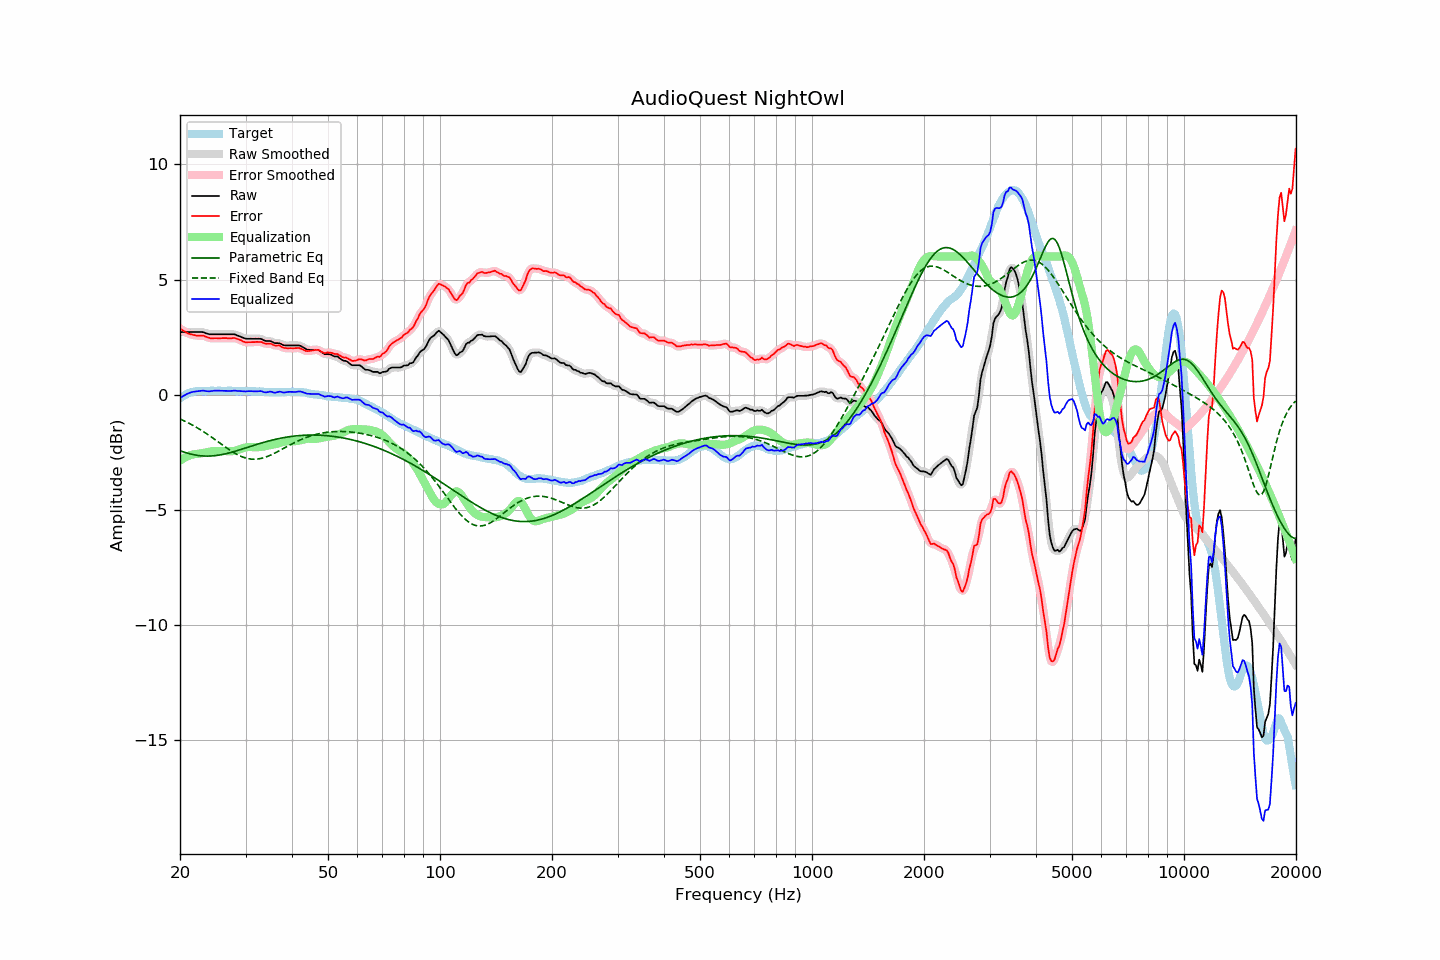 AudioQuest NightOwl
Target
Raw Smoothed
Error Smoothed
Raw
Error
Equalization
Parametric Eq
Fixed Band Eq
Equalized
10
5
0
−5
−10
−15
Amplitude (dBr)
20
50
100
200
500
1000
2000
5000
10000
20000
Frequency (Hz)